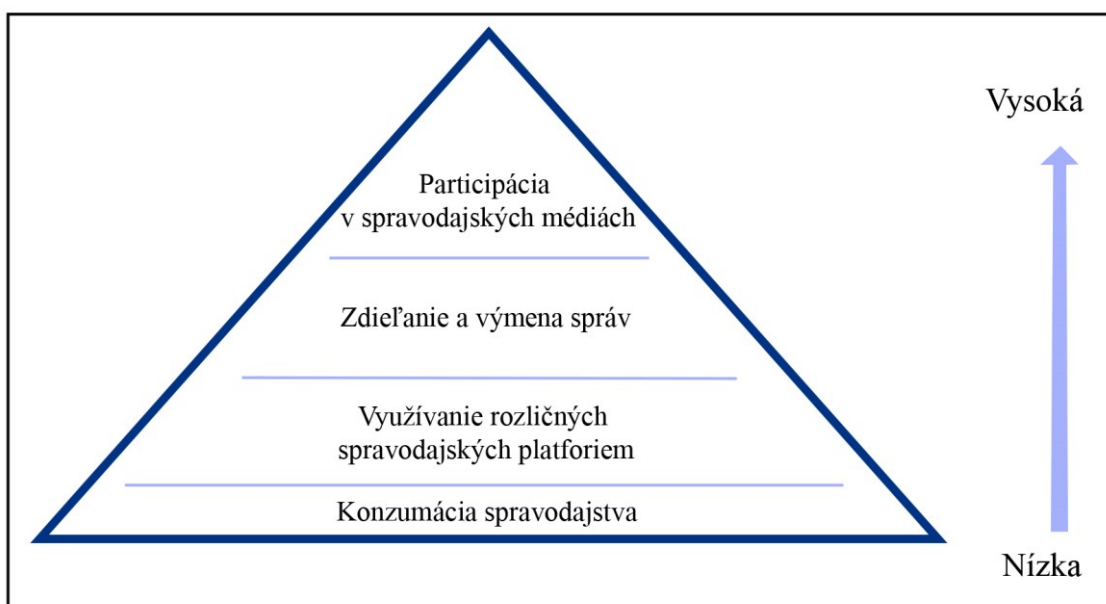 Vysoká
Participácia
v spravodajských médiách
Zdieľanie a výmena správ
Využívanie rozličných
spravodajských platforiem
Konzumácia spravodajstva
Nízka